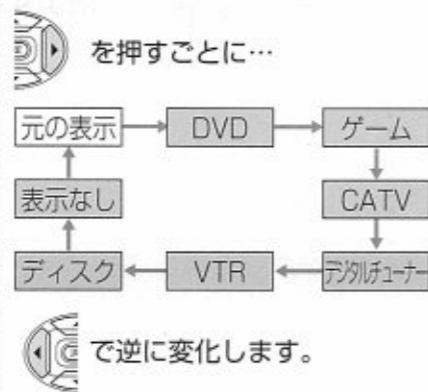 を押すごとに…
元の表示 DVD ゲーム
表示なし CATV
ディスク VTR デジタルチューナー
で逆に変化します。